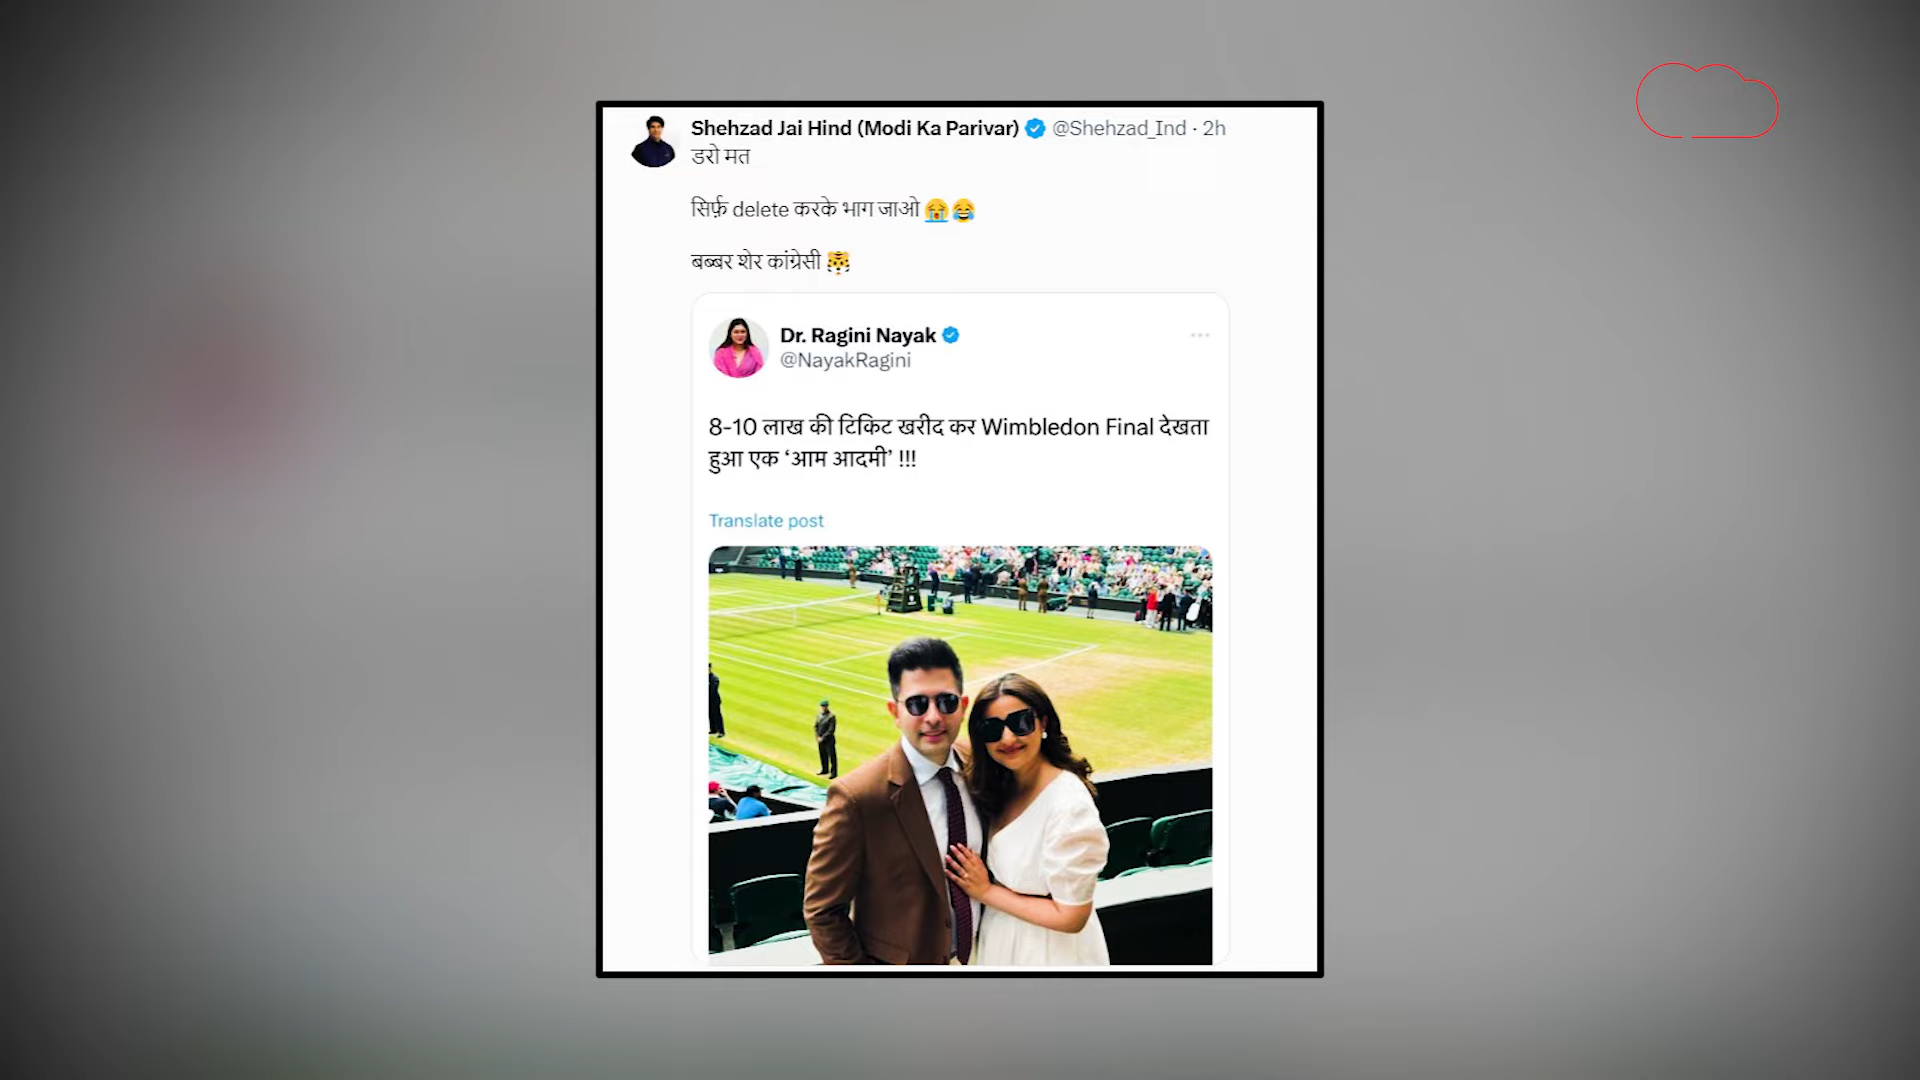 Shehzad Jai Hind (Modi Ka Parivar) @Shehzad_Ind · 2h
डरो मत
सिर्फ़ delete करके भाग जाओ 😭😂
बब्बर शेर कांग्रेसी 🐯
Dr. Ragini Nayak
@NayakRagini
8-10 लाख की टिकिट खरीद कर Wimbledon Final देखता
हुआ एक ‘आम आदमी’ !!!
Translate post